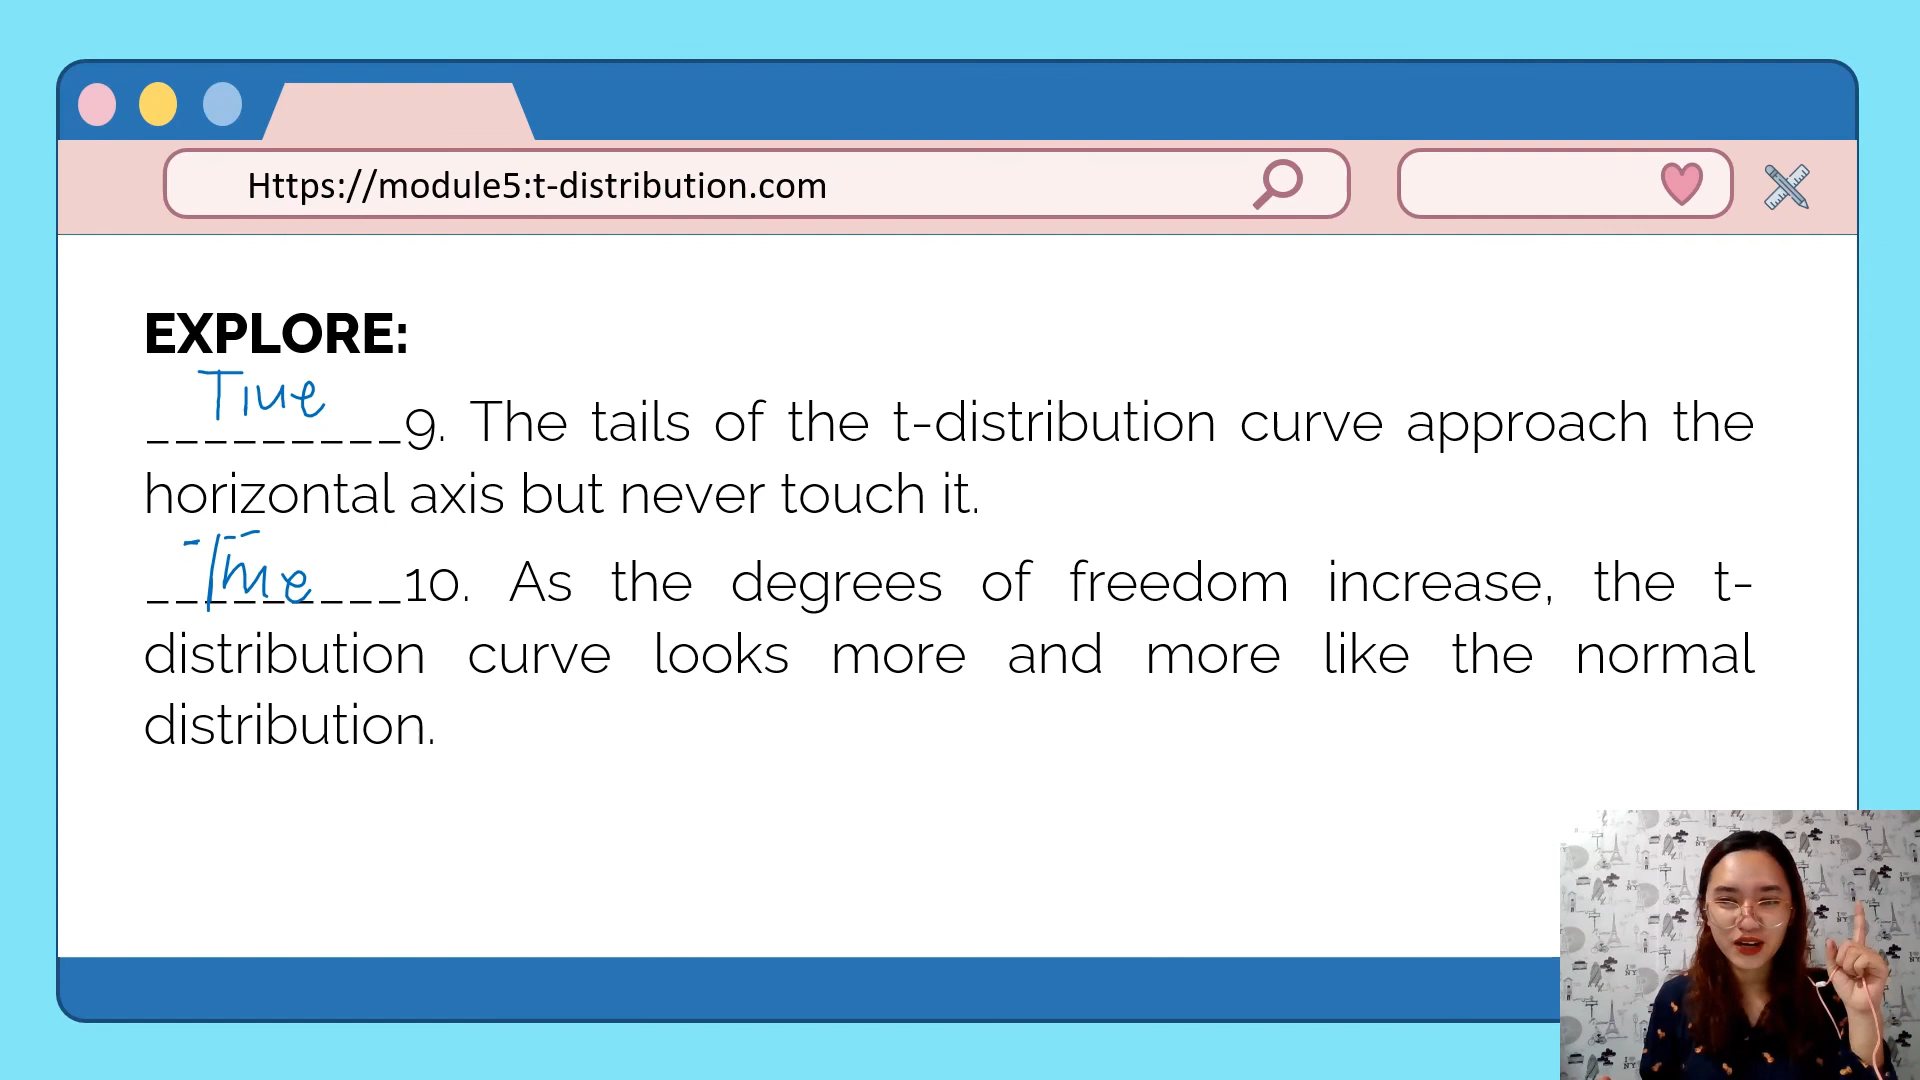 Https://module5:t-distribution.com
EXPLORE:
True
_________9. The tails of the t-distribution curve approach the
horizontal axis but never touch it.
True
_________10. As the degrees of freedom increase, the t-
distribution curve looks more and more like the normal
distribution.